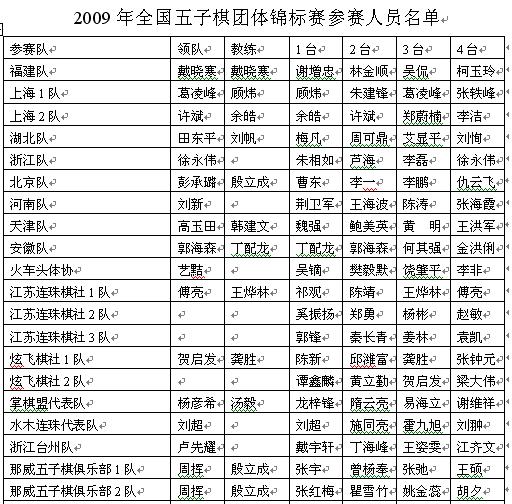 2009 年全国五子棋团体锦标赛参赛人员名单
参赛队 领队 教练 1 台 2 台 3 台 4 台
福建队 戴晓寒 戴晓寒 谢增忠 林金顺 吴侃 柯玉玲
上海 1 队 葛凌峰 顾炜 顾炜 朱建锋 葛凌峰 张轶峰
上海 2 队 许斌 余皓 余皓 许斌 郑蔚楠 李洁
湖北队 田东平 刘帆 梅凡 周可鼎 艾显平 刘恂
浙江队 徐永伟 朱相如 芦海 李磊 徐永伟
北京队 彭承璐 殷立成 曹东 李一 李鹏 仇云飞
河南队 刘新 荆卫军 王海波 陈涛 张海霞
天津队 高玉田 韩建文 魏强 鲍美英 黄 明 王洪军
安徽队 郭海森 丁配龙 丁配龙 郭海森 何其强 金洪俐
火车头体协 艺黠 吴镝 樊毅默 饶肇平 李非
江苏连珠棋社 1 队 傅亮 王烨林 祁观 陈靖 王烨林 傅亮
江苏连珠棋社 2 队 奚振扬 郑勇 杨彬 赵敏
江苏连珠棋社 3 队 郭锋 秦长青 姜林 袁凯
炫飞棋社 1 队 贺启发 龚胜 陈新 邱潍富 龚胜 张钟元
炫飞棋社 2 队 谭鑫麟 黄立勤 贺启发 梁大伟
掌棋盟代表队 杨彦希 汤毅 龙梓锋 隋云亮 易海立 谢维祥
水木连珠代表队 刘超 刘超 施同亮 霍九旭 刘翀
浙江台州队 卢先耀 戴宇轩 丁海峰 王姿雯 江齐文
那威五子棋俱乐部 1 队 周挥 殷立成 张宇 曾杨奉 张弛 王硕
那威五子棋俱乐部 2 队 周挥 殷立成 张红梅 瞿雪竹 姚金蕊 胡夕